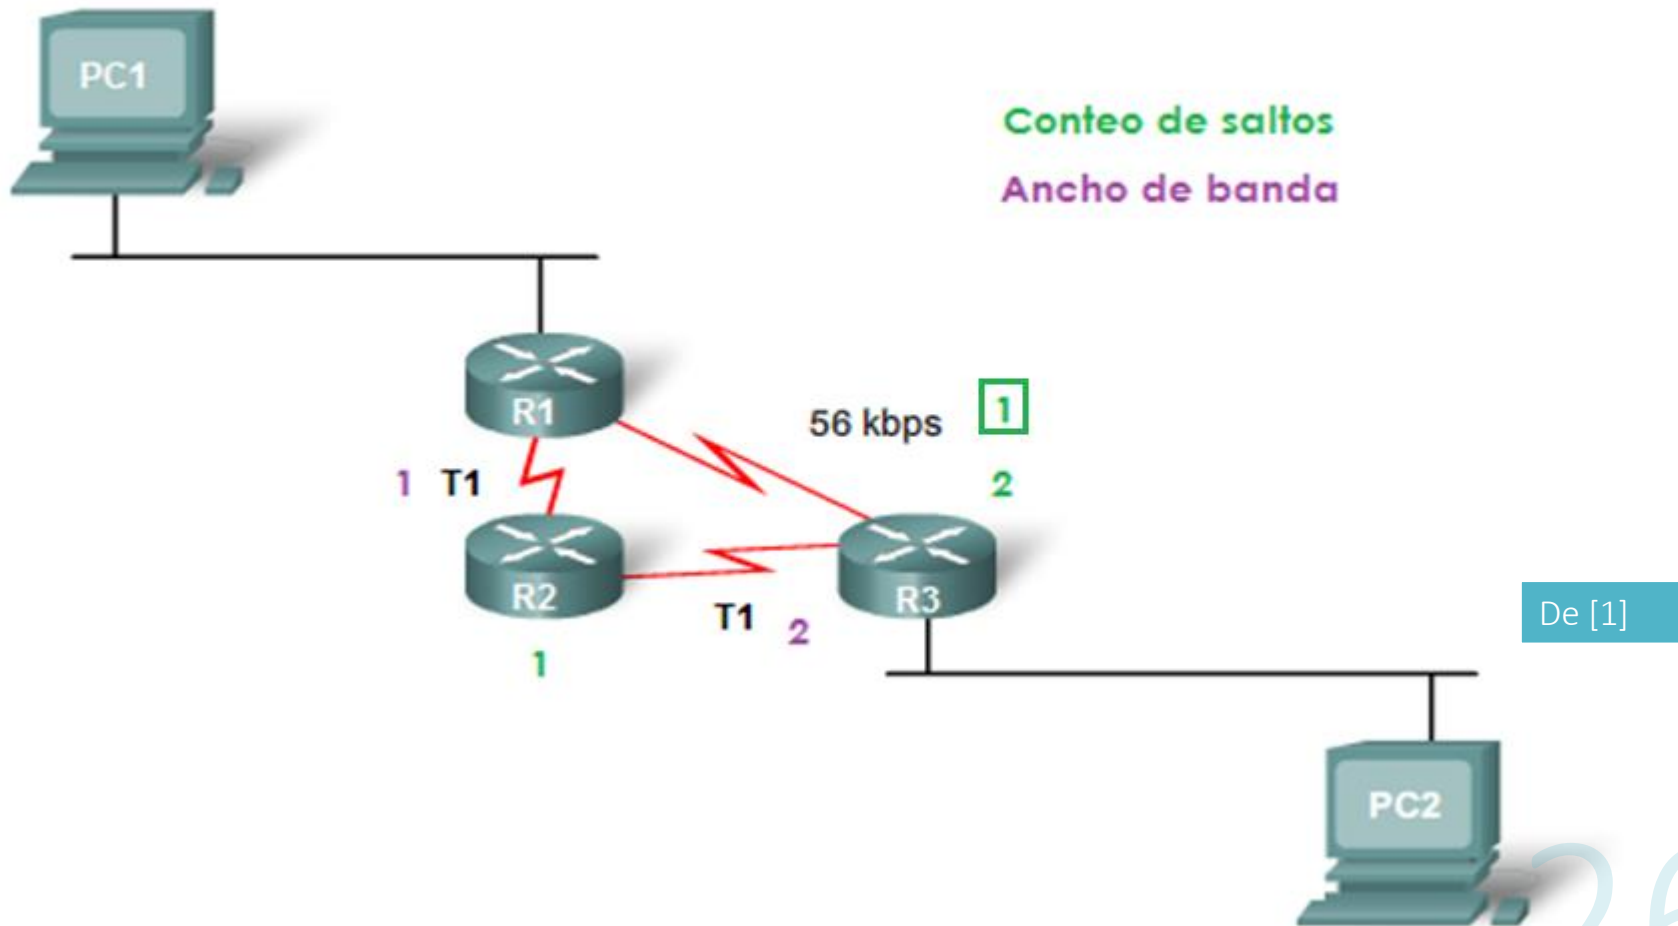 PC1
Conteo de saltos
Ancho de banda
R1
56 kbps 1
1 T1
2
R2
R3
T1 2
De [1]
1
PC2
26